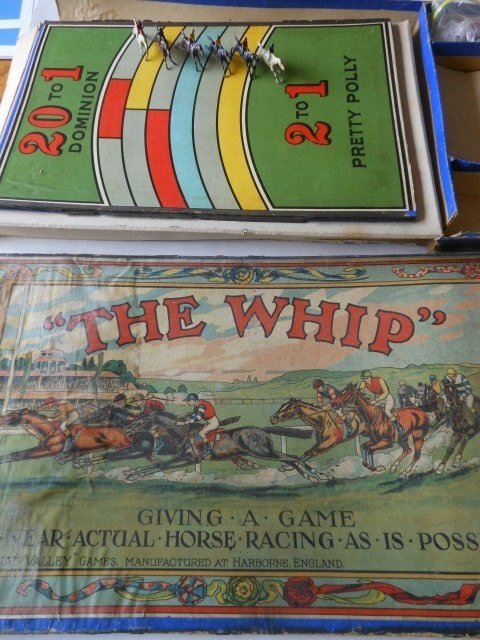 20 TO 1
DOMINION
2 TO 1
PRETTY POLLY
"THE WHIP"
GIVING · A · GAME
NEAR · ACTUAL · HORSE · RACING · AS · IS · POSS
VALLEY" GAMES. MANUFACTURED AT HARBORNE, ENGLAND.